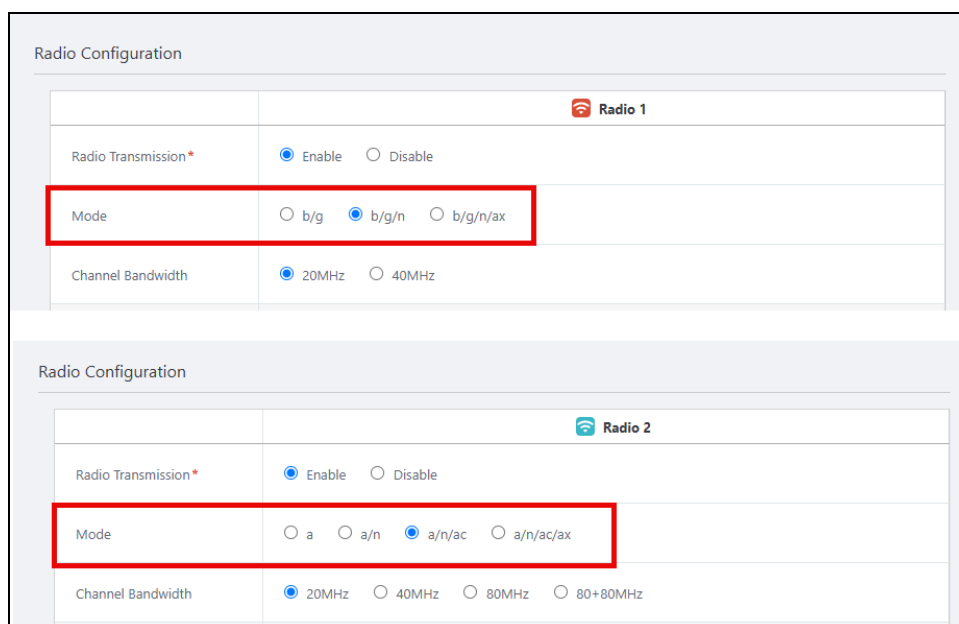 Radio Configuration
Radio 1
Radio Transmission* Enable Disable
Mode b/g b/g/n b/g/n/ax
Channel Bandwidth 20MHz 40MHz
Radio Configuration
Radio 2
Radio Transmission* Enable Disable
Mode a a/n a/n/ac a/n/ac/ax
Channel Bandwidth 20MHz 40MHz 80MHz 80+80MHz